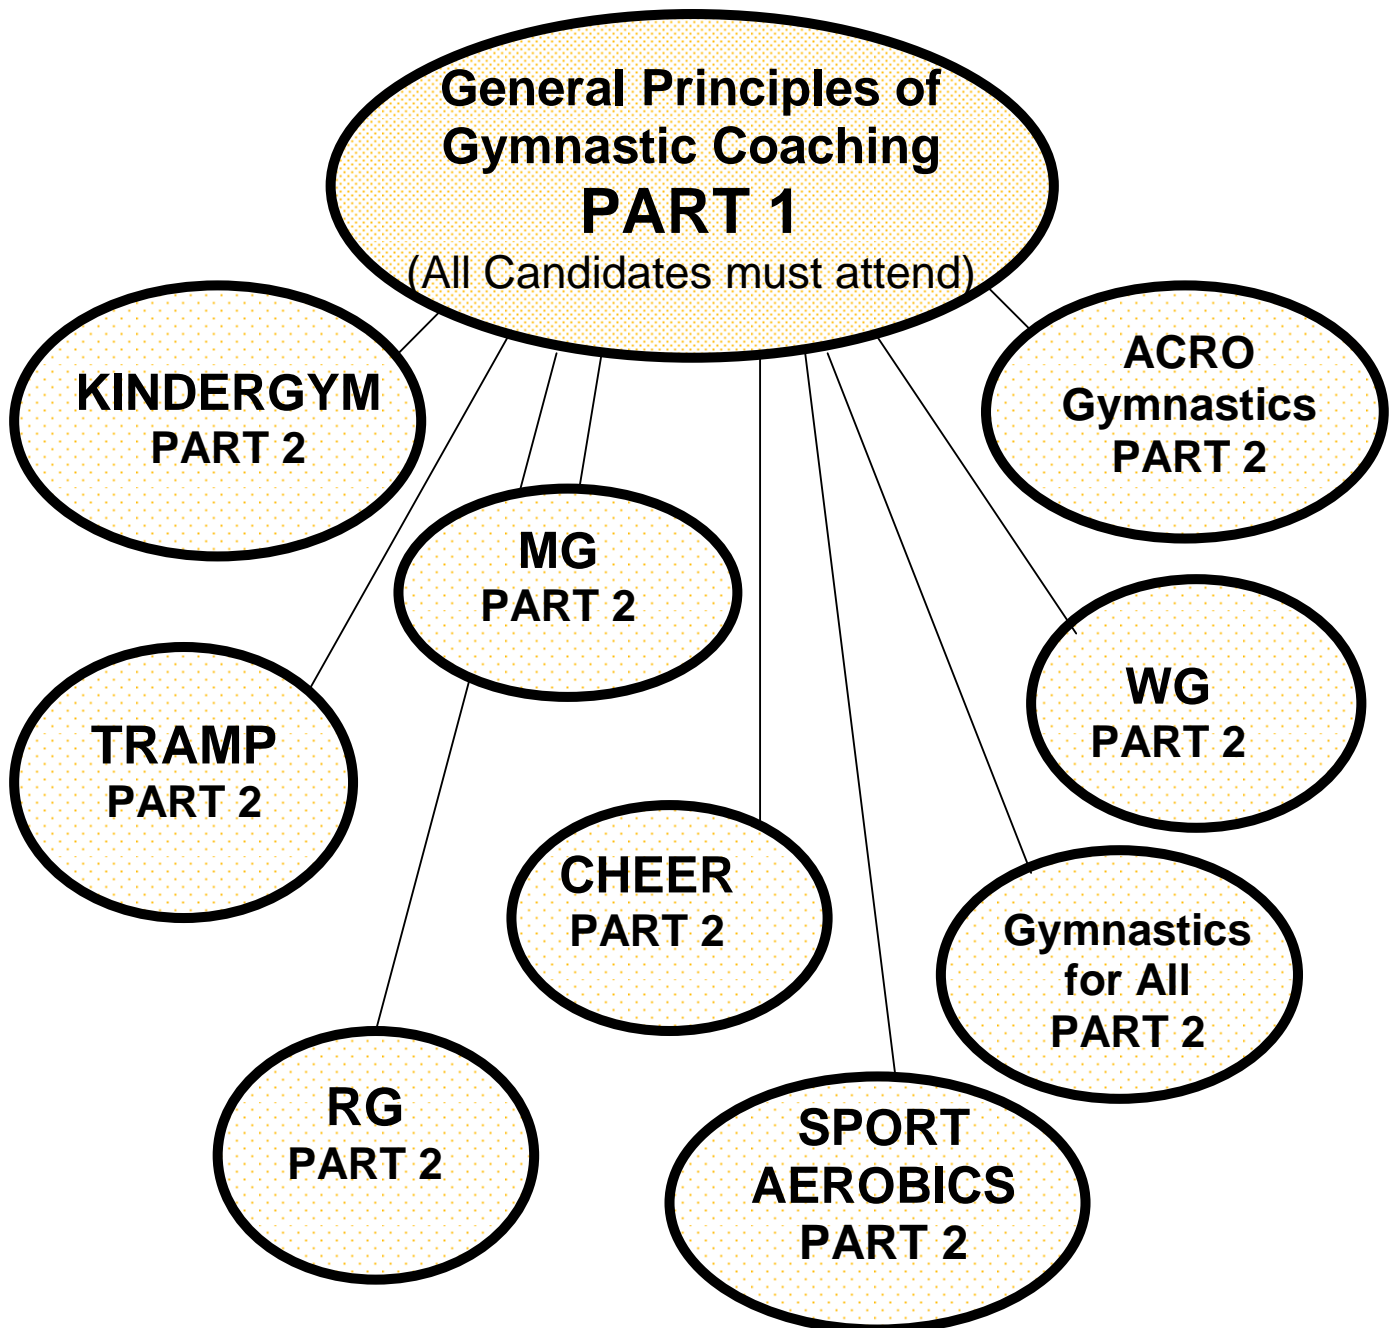 General Principles of
Gymnastic Coaching
PART 1
(All Candidates must attend)
KINDERGYM
PART 2
ACRO
Gymnastics
PART 2
MG
PART 2
WG
PART 2
TRAMP
PART 2
CHEER
PART 2
Gymnastics
for All
PART 2
RG
PART 2
SPORT
AEROBICS
PART 2